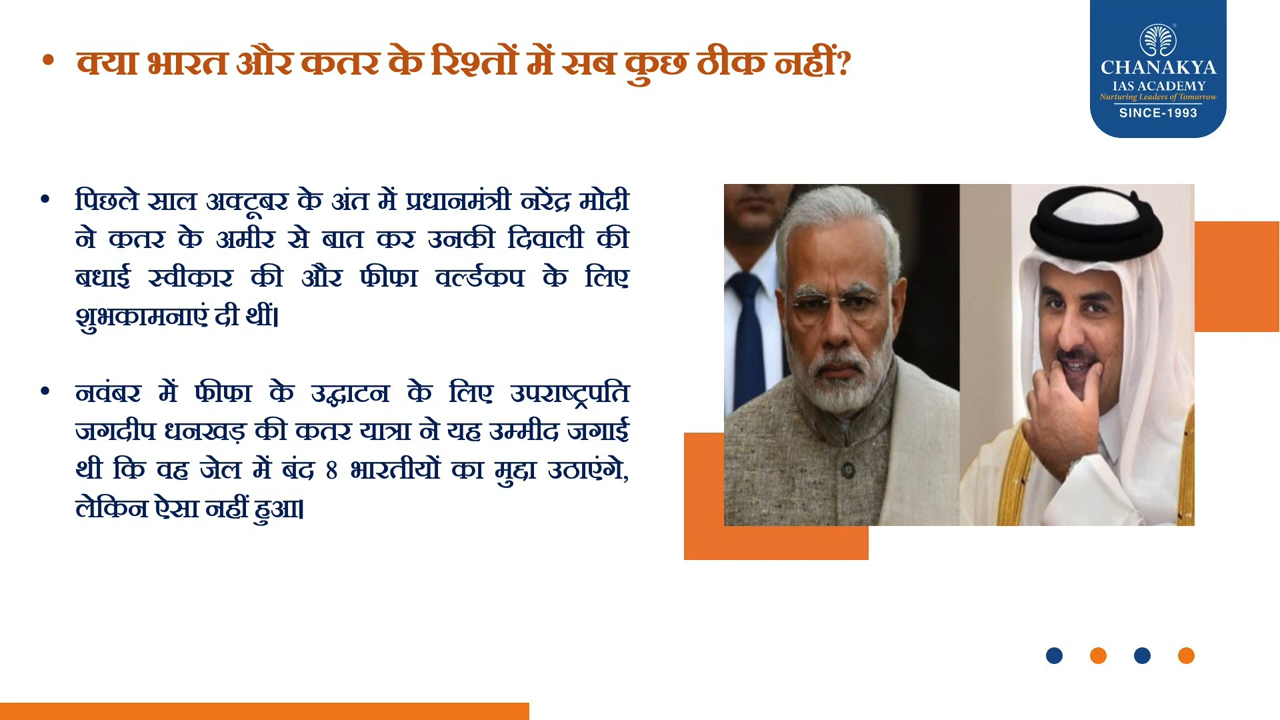 • क्या भारत और कतर के रिश्तों में सब कुछ ठीक नहीं?
CHANAKYA
IAS ACADEMY
Nurturing Leaders of Tomorrow
SINCE-1993
• पिछले साल अक्टूबर के अंत में प्रधानमंत्री नरेंद्र मोदी
ने कतर के अमीर से बात कर उनकी दिवाली की
बधाई स्वीकार की और फीफा वर्ल्डकप के लिए
शुभकामनाएं दी थीं।
• नवंबर में फीफा के उद्घाटन के लिए उपराष्ट्रपति
जगदीप धनखड़ की कतर यात्रा ने यह उम्मीद जगाई
थी कि वह जेल में बंद 8 भारतीयों का मुद्दा उठाएंगे,
लेकिन ऐसा नहीं हुआ।